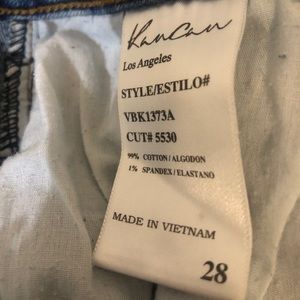 KanCan
Los Angeles
STYLE/ESTILO#
VBK1373A
CUT# 5530
99% COTTON/ALGODON
1% SPANDEX/ELASTANO
MADE IN VIETNAM
28